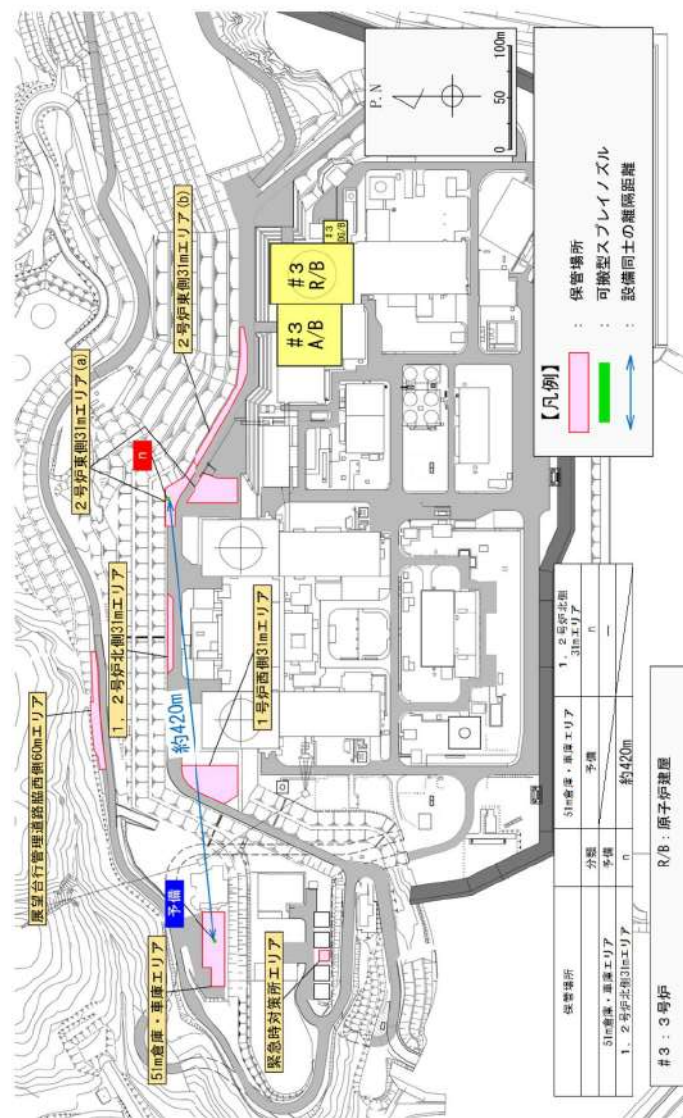 P.N
0 50 100m
【凡例】
： 保管場所
： 可搬型スプレイノズル
： 設備同士の離隔距離
展望台行管理道路脇西側60mエリア
1，2号炉北側31mエリア
2号炉東側31mエリア(a)
2号炉東側31mエリア(b)
n
約420m
予備
51m倉庫・車庫エリア
1号炉西側31mエリア
緊急時対策所エリア
#3
A/B
#3
R/B
#3
DG/B
保管場所 51m倉庫・車庫エリア 1，2号炉北側
31mエリア
分類 予備 n
51m倉庫・車庫エリア 予備 ―
1，2号炉北側31mエリア n 約420m
#3：3号炉 R/B：原子炉建屋